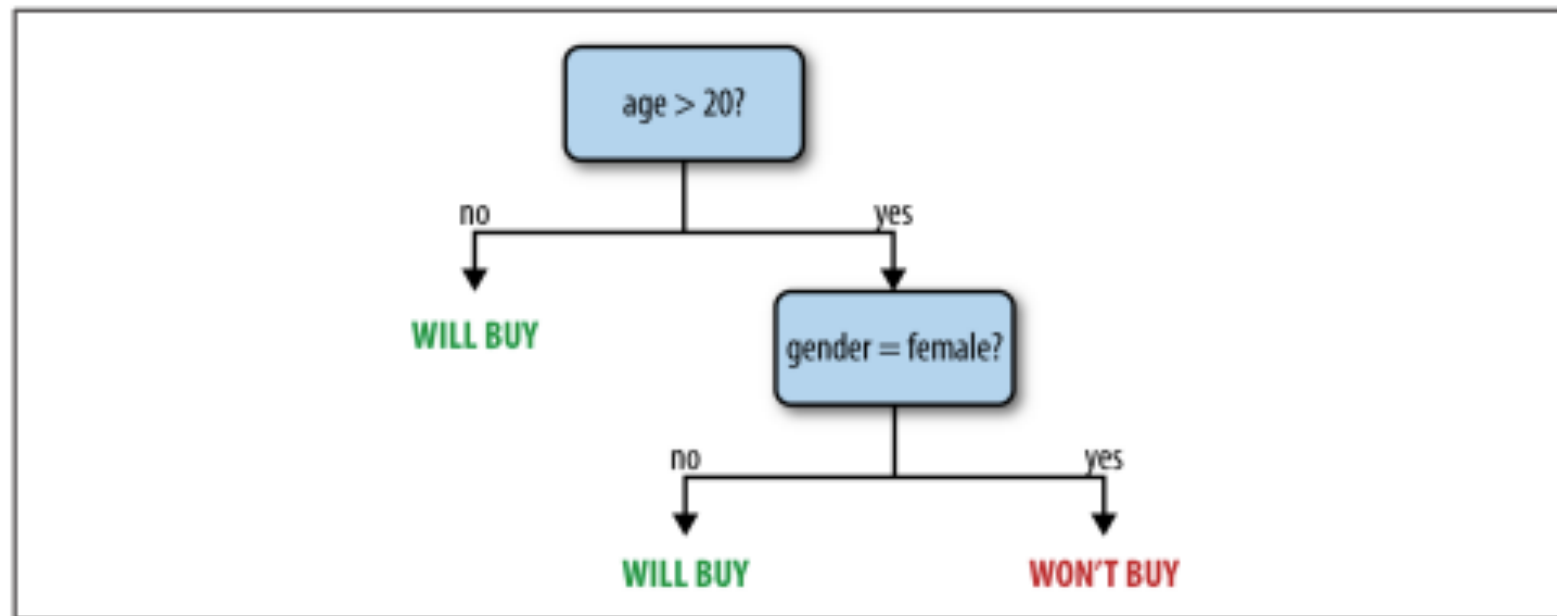 age > 20?
no
yes
WILL BUY
gender = female?
no
yes
WILL BUY
WON'T BUY